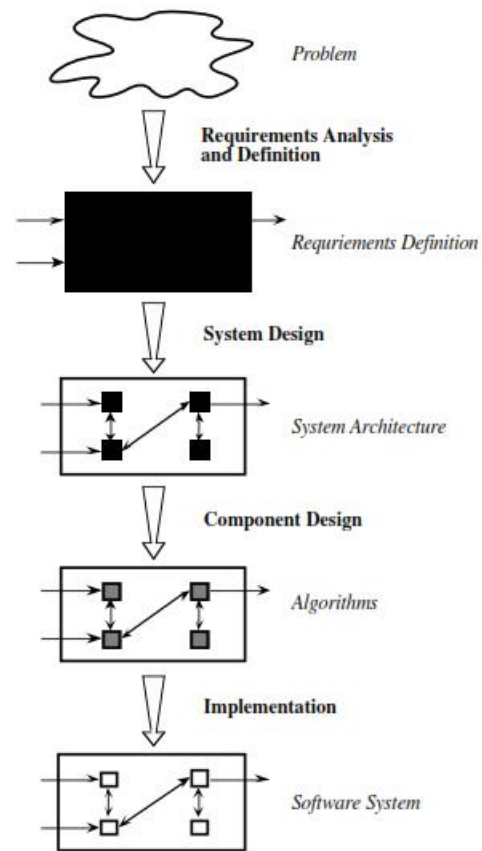 Problem
Requirements Analysis
and Definition
Requriements Definition
System Design
System Architecture
Component Design
Algorithms
Implementation
Software System